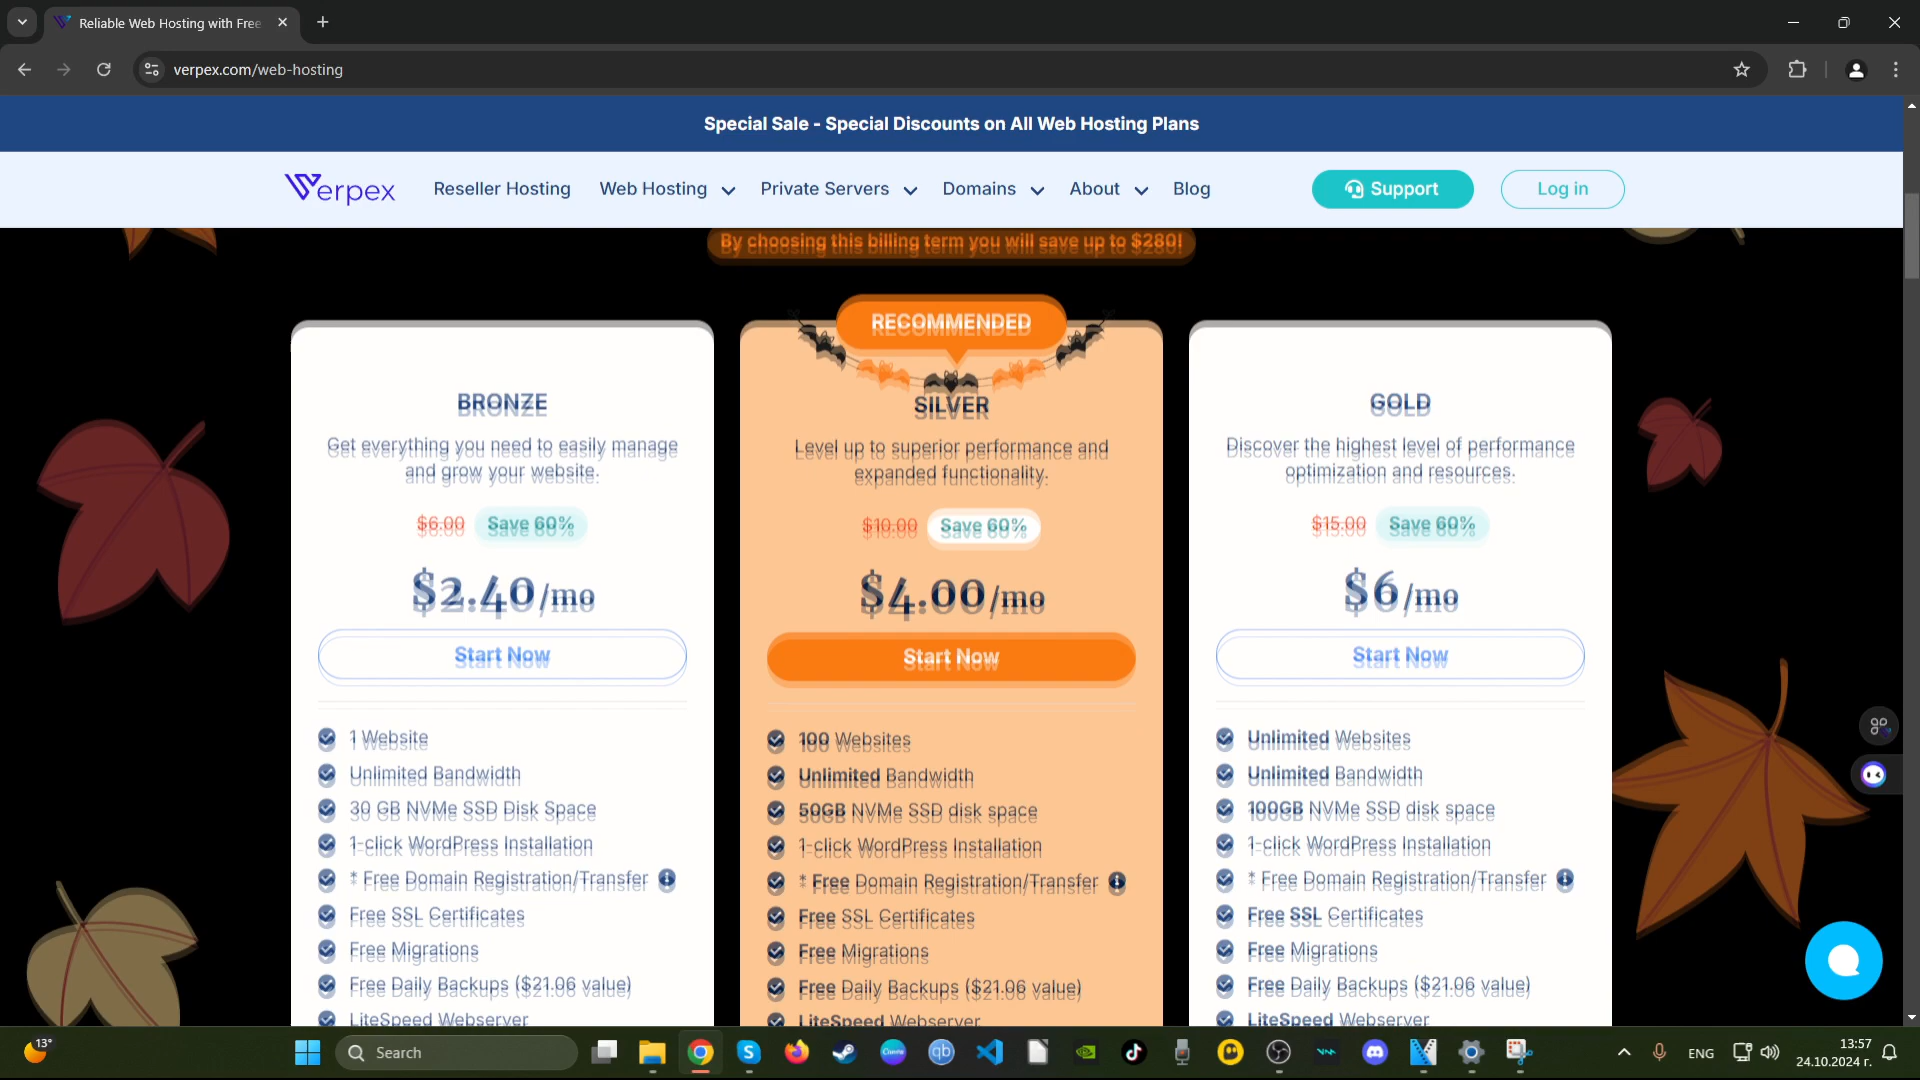 Reliable Web Hosting with Free
verpex.com/web-hosting
Special Sale - Special Discounts on All Web Hosting Plans
Verpex
Reseller Hosting
Web Hosting
Private Servers
Domains
About
Blog
Support
Log in
By choosing this billing term you will save up to $280!
RECOMMENDED
BRONZE
Get everything you need to easily manage
and grow your website.
$6.00 Save 60%
$2.40/mo
Start Now
1 Website
Unlimited Bandwidth
30 GB NVMe SSD Disk Space
1-click WordPress Installation
* Free Domain Registration/Transfer
Free SSL Certificates
Free Migrations
Free Daily Backups ($21.06 value)
LiteSpeed Webserver
SILVER
Level up to superior performance and
expanded functionality.
$10.00 Save 60%
$4.00/mo
Start Now
100 Websites
Unlimited Bandwidth
50GB NVMe SSD disk space
1-click WordPress Installation
* Free Domain Registration/Transfer
Free SSL Certificates
Free Migrations
Free Daily Backups ($21.06 value)
LiteSpeed Webserver
GOLD
Discover the highest level of performance
optimization and resources.
$15.00 Save 60%
$6/mo
Start Now
Unlimited Websites
Unlimited Bandwidth
100GB NVMe SSD disk space
1-click WordPress Installation
* Free Domain Registration/Transfer
Free SSL Certificates
Free Migrations
Free Daily Backups ($21.06 value)
LiteSpeed Webserver
13°
Search
Canva
qb
ENG
13:57
24.10.2024 г.